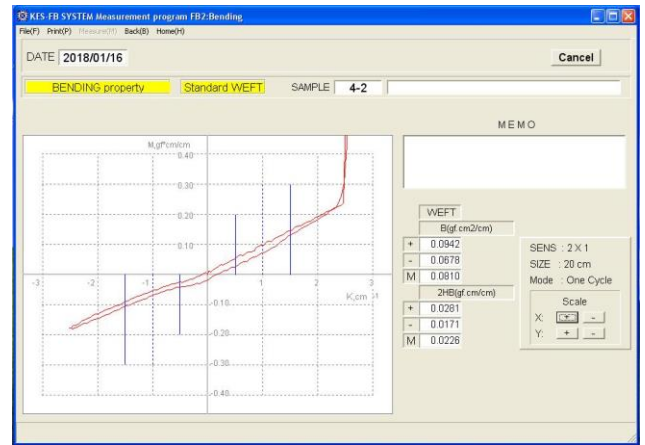 KES-FB SYSTEM Measurement program FB2:Bending
File(F) Print(P) Measure(M) Back(B) Home(H)
DATE 2018/01/16 Cancel
BENDING property Standard WEFT SAMPLE 4-2
MEMO
M,gf*cm/cm
0.40
0.30
0.20
0.10
-3 -2 -1 1 2 3
K,cm -1
-0.10
-0.20
-0.30
-0.40
WEFT
B(gf.cm2/cm)
+ 0.0942
- 0.0678
M 0.0810
2HB(gf.cm/cm)
+ 0.0281
- 0.0171
M 0.0226
SENS : 2 X 1
SIZE : 20 cm
Mode : One Cycle
Scale
X: + -
Y: + -